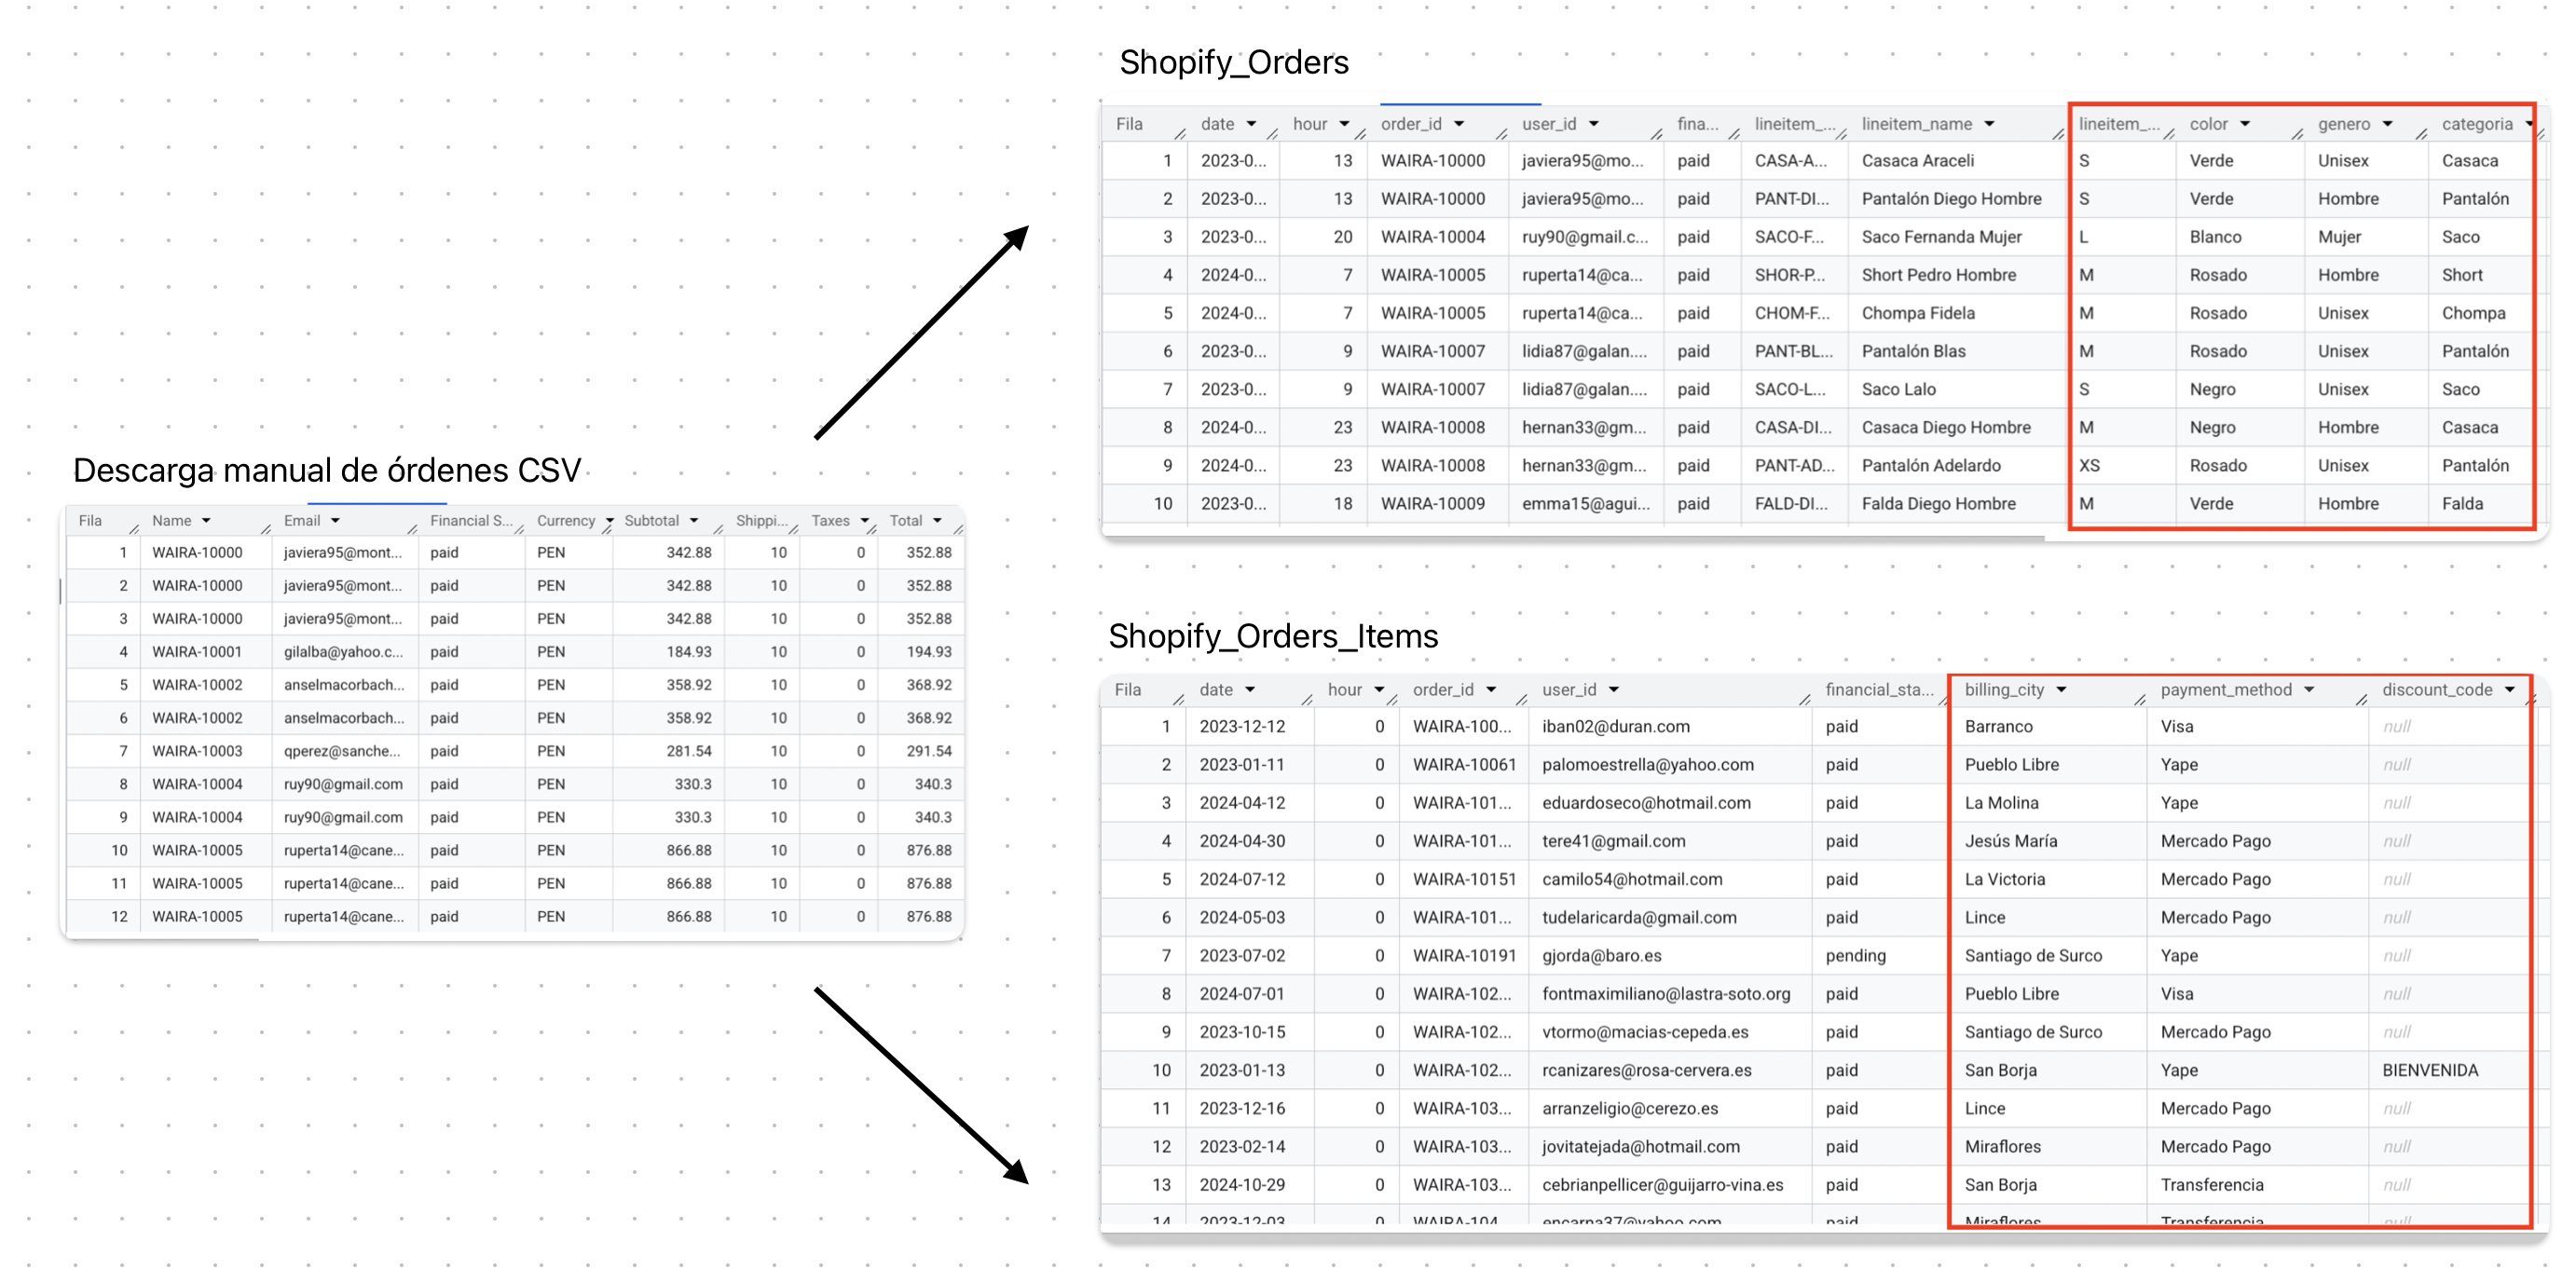 Shopify_Orders
Fila date hour order_id user_id fina... lineitem_... lineitem_name lineitem_... color genero categoria
1 2023-0... 13 WAIRA-10000 javiera95@mo... paid CASA-A... Casaca Araceli S Verde Unisex Casaca
2 2023-0... 13 WAIRA-10000 javiera95@mo... paid PANT-DI... Pantalón Diego Hombre S Verde Hombre Pantalón
3 2023-0... 20 WAIRA-10004 ruy90@gmail.c... paid SACO-F... Saco Fernanda Mujer L Blanco Mujer Saco
4 2024-0... 7 WAIRA-10005 ruperta14@ca... paid SHOR-P... Short Pedro Hombre M Rosado Hombre Short
5 2024-0... 7 WAIRA-10005 ruperta14@ca... paid CHOM-F... Chompa Fidela M Rosado Unisex Chompa
6 2023-0... 9 WAIRA-10007 lidia87@galan.... paid PANT-BL... Pantalón Blas M Rosado Unisex Pantalón
7 2023-0... 9 WAIRA-10007 lidia87@galan.... paid SACO-L... Saco Lalo S Negro Unisex Saco
8 2024-0... 23 WAIRA-10008 hernan33@gm... paid CASA-DI... Casaca Diego Hombre M Negro Hombre Casaca
9 2024-0... 23 WAIRA-10008 hernan33@gm... paid PANT-AD... Pantalón Adelardo XS Rosado Unisex Pantalón
10 2023-0... 18 WAIRA-10009 emma15@agui... paid FALD-DI... Falda Diego Hombre M Verde Hombre Falda
Descarga manual de órdenes CSV
Fila Name Email Financial S... Currency Subtotal Shippi... Taxes Total
1 WAIRA-10000 javiera95@mont... paid PEN 342.88 10 0 352.88
2 WAIRA-10000 javiera95@mont... paid PEN 342.88 10 0 352.88
3 WAIRA-10000 javiera95@mont... paid PEN 342.88 10 0 352.88
4 WAIRA-10001 gilalba@yahoo.c... paid PEN 184.93 10 0 194.93
5 WAIRA-10002 anselmacorbach... paid PEN 358.92 10 0 368.92
6 WAIRA-10002 anselmacorbach... paid PEN 358.92 10 0 368.92
7 WAIRA-10003 qperez@sanche... paid PEN 281.54 10 0 291.54
8 WAIRA-10004 ruy90@gmail.com paid PEN 330.3 10 0 340.3
9 WAIRA-10004 ruy90@gmail.com paid PEN 330.3 10 0 340.3
10 WAIRA-10005 ruperta14@cane... paid PEN 866.88 10 0 876.88
11 WAIRA-10005 ruperta14@cane... paid PEN 866.88 10 0 876.88
12 WAIRA-10005 ruperta14@cane... paid PEN 866.88 10 0 876.88
Shopify_Orders_Items
Fila date hour order_id user_id financial_sta... billing_city payment_method discount_code
1 2023-12-12 0 WAIRA-100... iban02@duran.com paid Barranco Visa null
2 2023-01-11 0 WAIRA-10061 palomoestrella@yahoo.com paid Pueblo Libre Yape null
3 2024-04-12 0 WAIRA-101... eduardoseco@hotmail.com paid La Molina Yape null
4 2024-04-30 0 WAIRA-101... tere41@gmail.com paid Jesús María Mercado Pago null
5 2024-07-12 0 WAIRA-10151 camilo54@hotmail.com paid La Victoria Mercado Pago null
6 2024-05-03 0 WAIRA-101... tudelaricarda@gmail.com paid Lince Mercado Pago null
7 2023-07-02 0 WAIRA-10191 gjorda@baro.es pending Santiago de Surco Yape null
8 2024-07-01 0 WAIRA-102... fontmaximiliano@lastra-soto.org paid Pueblo Libre Visa null
9 2023-10-15 0 WAIRA-102... vtormo@macias-cepeda.es paid Santiago de Surco Mercado Pago null
10 2023-01-13 0 WAIRA-102... rcanizares@rosa-cervera.es paid San Borja Yape BIENVENIDA
11 2023-12-16 0 WAIRA-103... arranzeligio@cerezo.es paid Lince Mercado Pago null
12 2023-02-14 0 WAIRA-103... jovitatejada@hotmail.com paid Miraflores Mercado Pago null
13 2024-10-29 0 WAIRA-103... cebrianpellicer@guijarro-vina.es paid San Borja Transferencia null
14 2023-12-03 0 WAIRA-104... encarna37@yahoo.com paid Miraflores Transferencia null